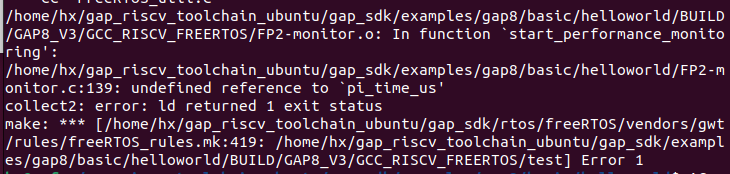 /home/hx/gap_riscv_toolchain_ubuntu/gap_sdk/examples/gap8/basic/helloworld/BUILD
/GAP8_V3/GCC_RISCV_FREERTOS/FP2-monitor.o: In function `start_performance_monito
ring':
/home/hx/gap_riscv_toolchain_ubuntu/gap_sdk/examples/gap8/basic/helloworld/FP2-m
onitor.c:139: undefined reference to `pi_time_us'
collect2: error: ld returned 1 exit status
make: *** [/home/hx/gap_riscv_toolchain_ubuntu/gap_sdk/rtos/freeRTOS/vendors/gwt
/rules/freeRTOS_rules.mk:419: /home/hx/gap_riscv_toolchain_ubuntu/gap_sdk/exampl
es/gap8/basic/helloworld/BUILD/GAP8_V3/GCC_RISCV_FREERTOS/test] Error 1